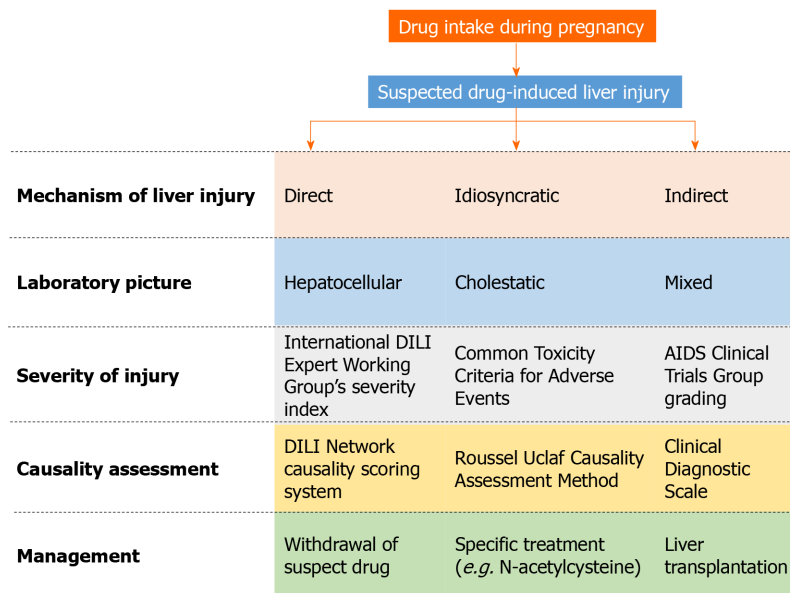 Drug intake during pregnancy
Suspected drug-induced liver injury
Mechanism of liver injury
Direct
Idiosyncratic
Indirect
Laboratory picture
Hepatocellular
Cholestatic
Mixed
Severity of injury
International DILI
Expert Working
Group's severity
index
Common Toxicity
Criteria for Adverse
Events
AIDS Clinical
Trials Group
grading
Causality assessment
DILI Network
causality scoring
system
Roussel Uclaf Causality
Assessment Method
Clinical
Diagnostic
Scale
Management
Withdrawal of
suspect drug
Specific treatment
(e.g. N-acetylcysteine)
Liver
transplantation